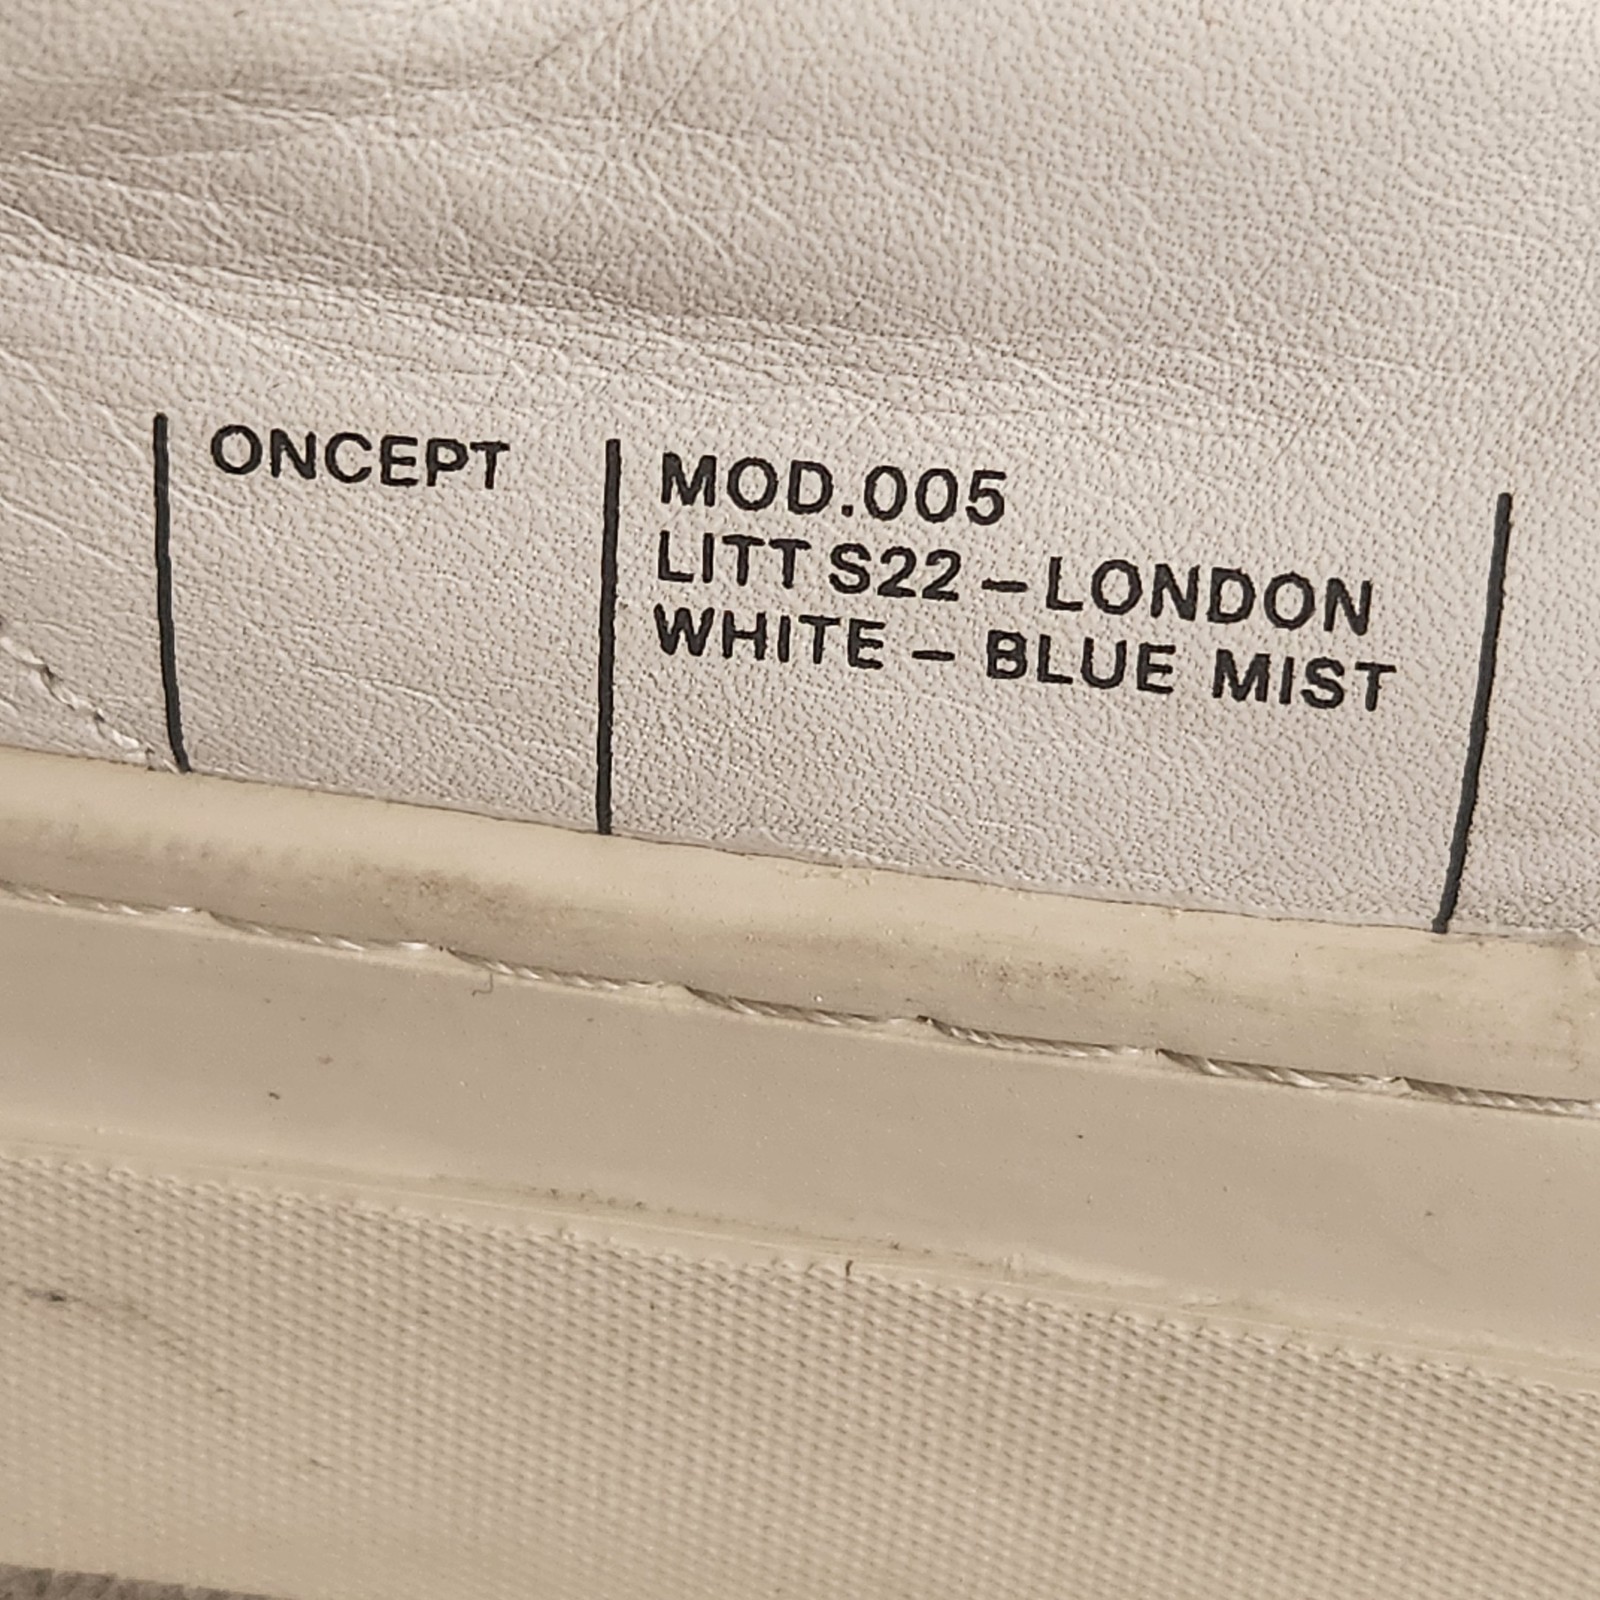 ONCEPT
MOD.005
LITT S22 – LONDON
WHITE – BLUE MIST